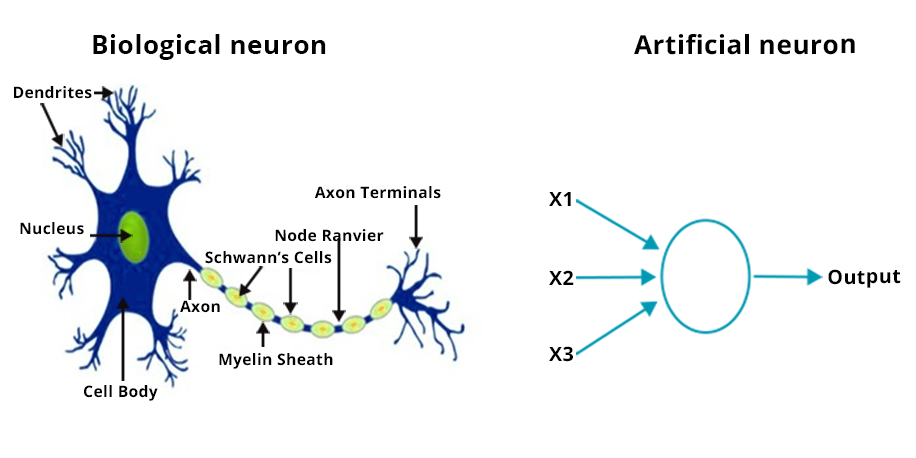 Biological neuron
Artificial neuron
Dendrites
Axon Terminals
X1
Nucleus
Node Ranvier
Schwann's Cells
X2
Output
Axon
Myelin Sheath
X3
Cell Body